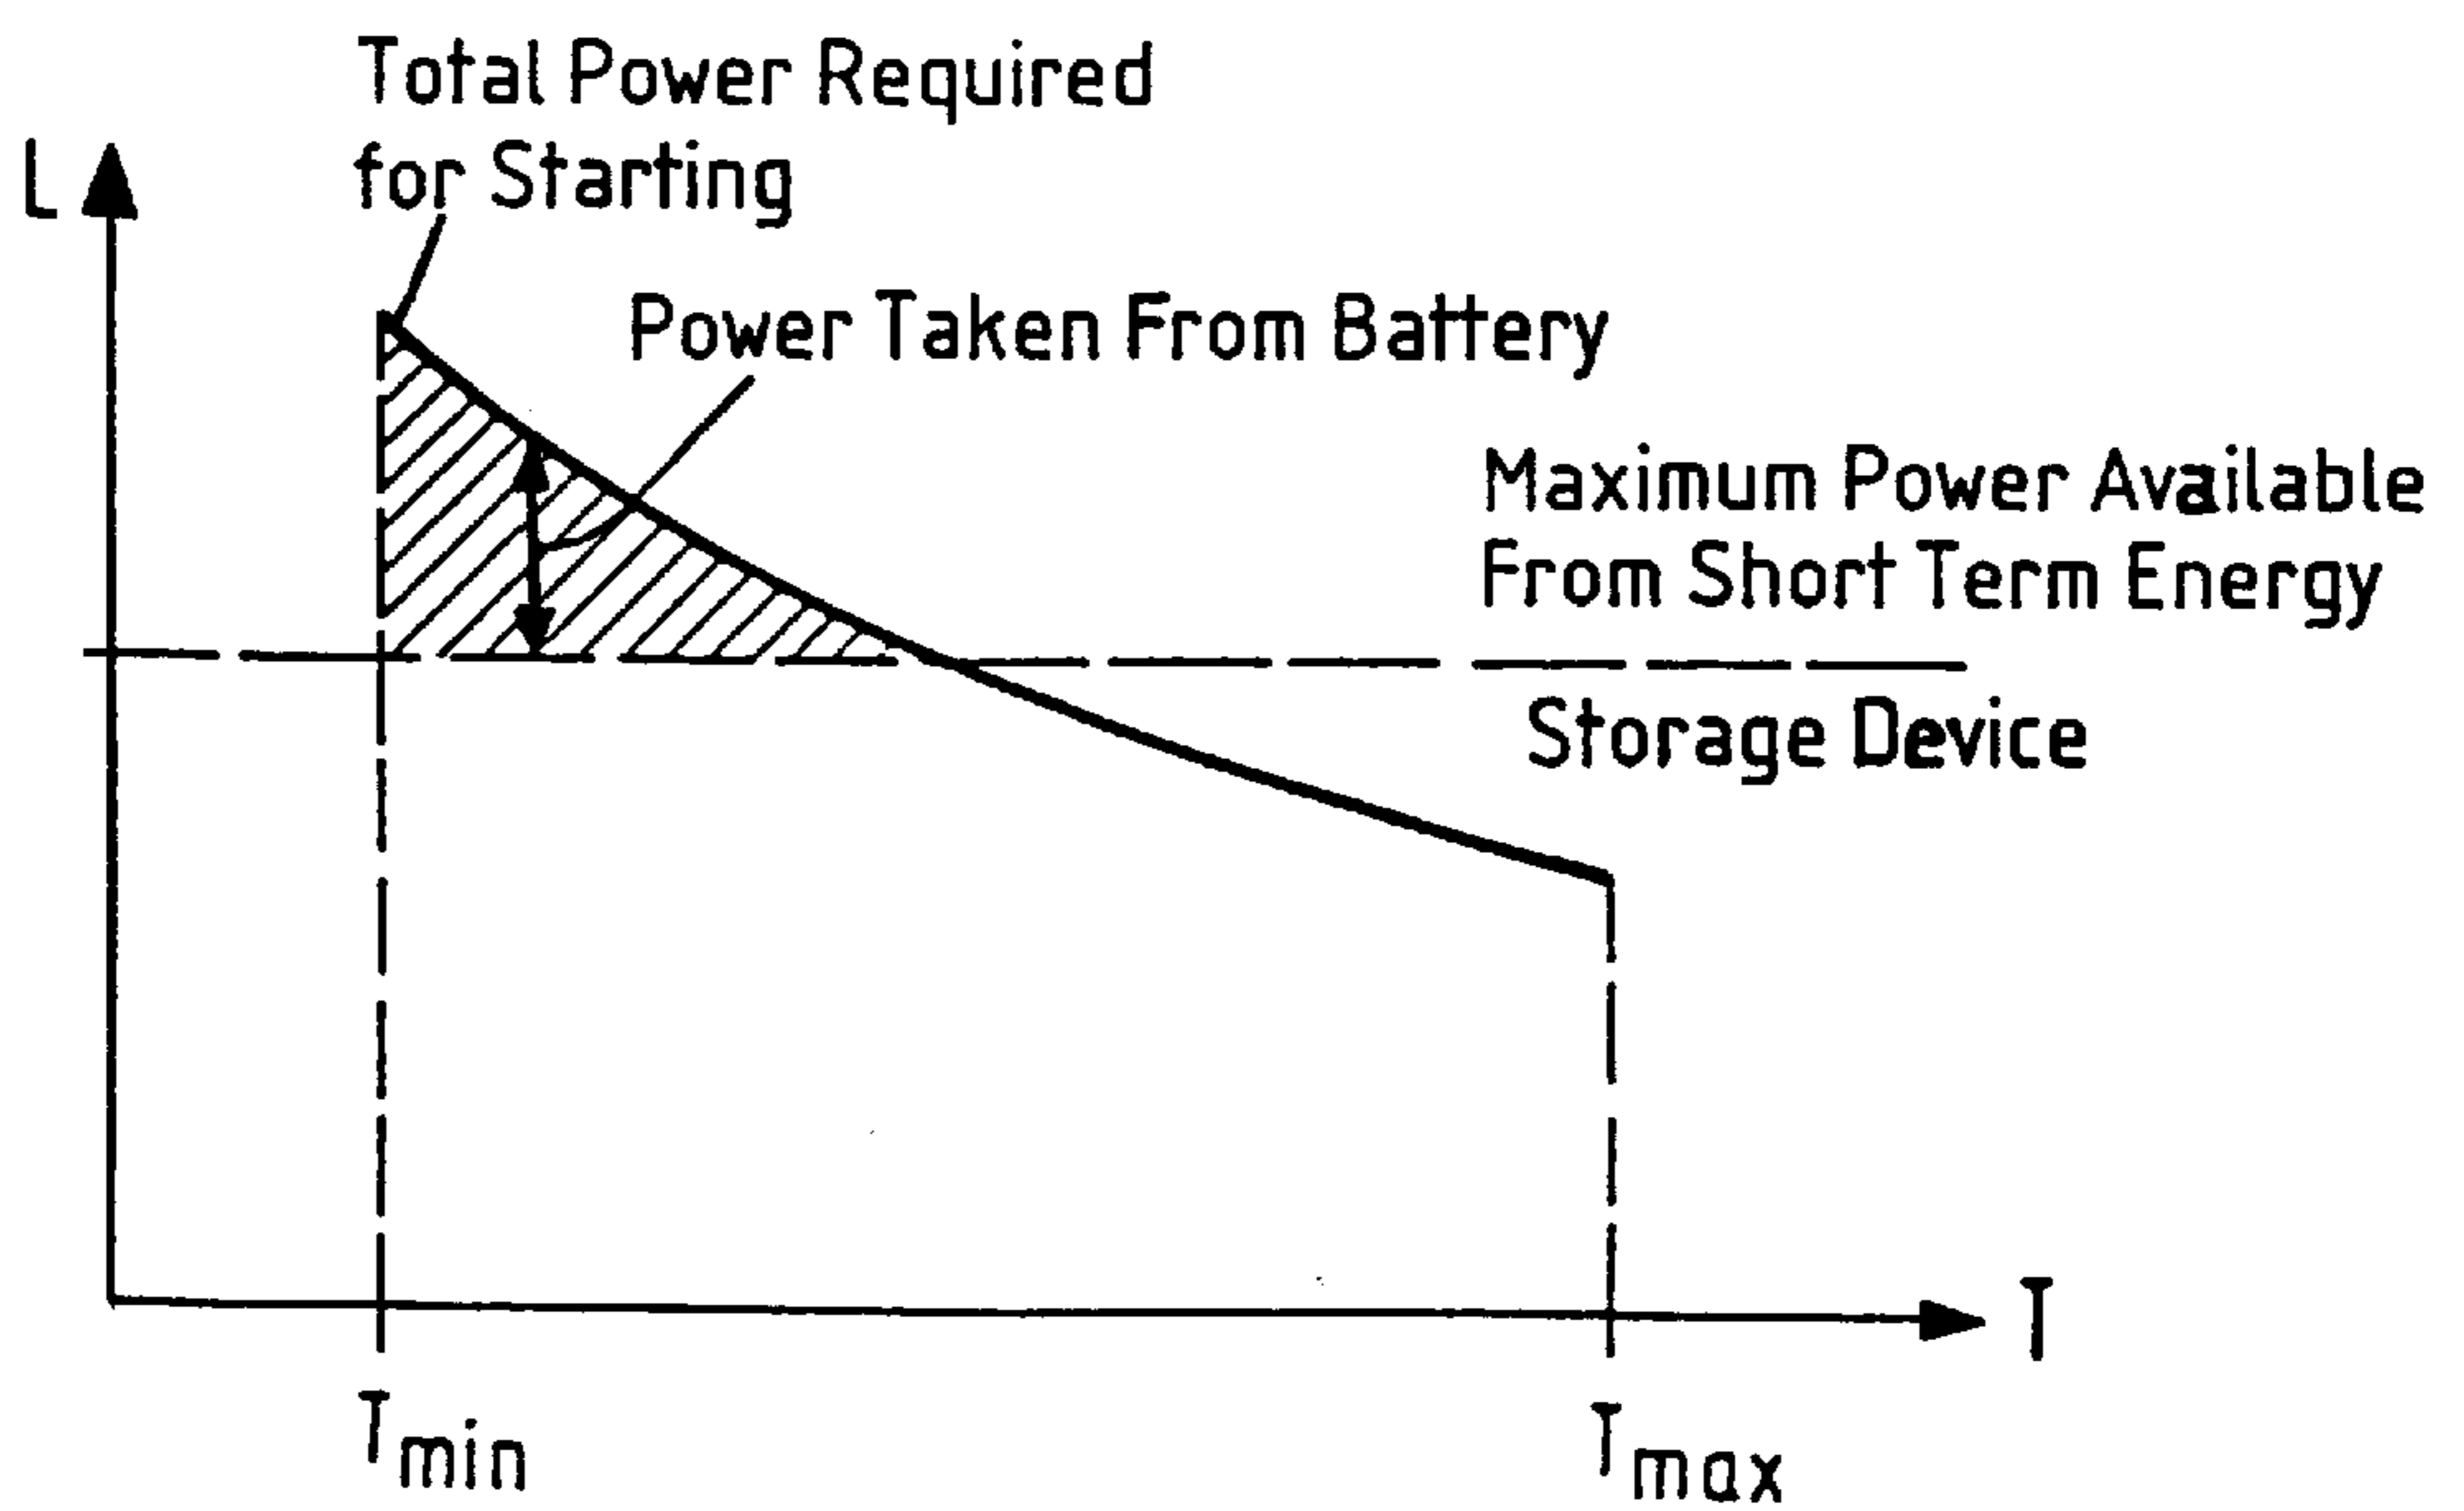 Total Power Required
for Starting
L
Power Taken From Battery
Maximum Power Available
From Short Term Energy
Storage Device
T
Tmin
Tmax